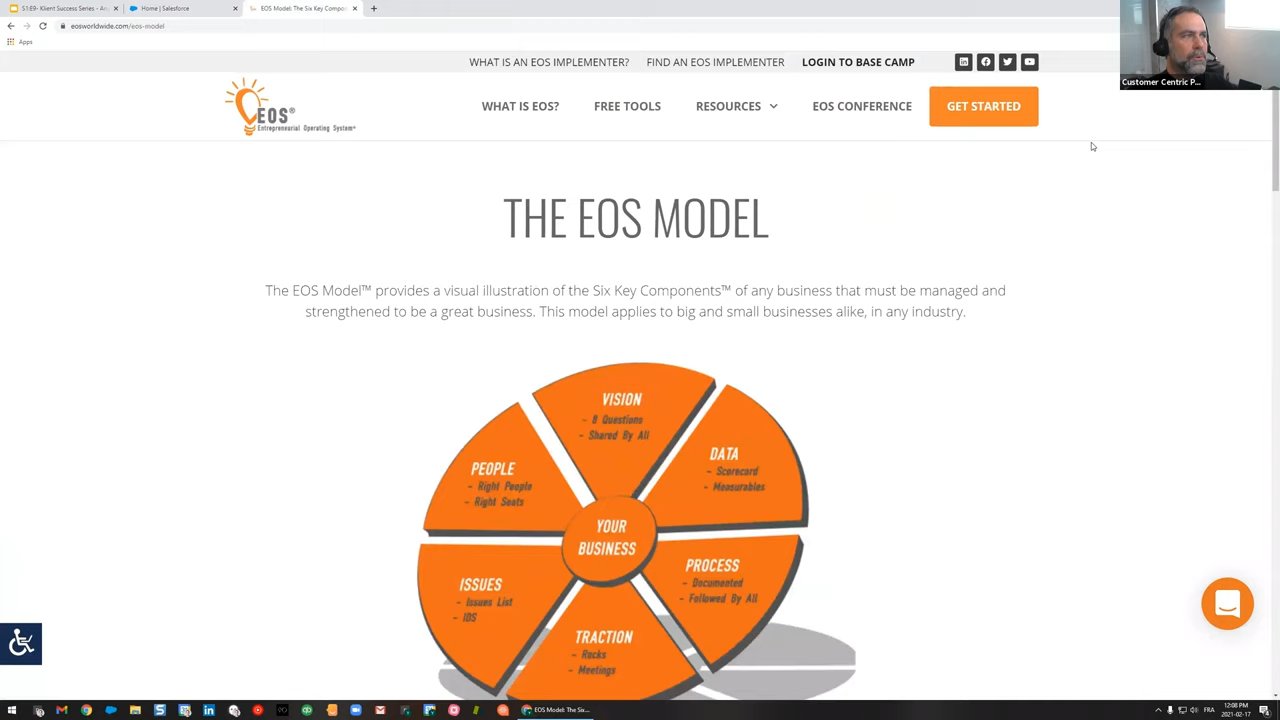 S1:E9- Klient Success Series - An
Home | Salesforce
EOS Model: The Six Key Compo
eosworldwide.com/eos-model
Apps
Customer Centric P...
WHAT IS AN EOS IMPLEMENTER?
FIND AN EOS IMPLEMENTER
LOGIN TO BASE CAMP
EOS®
Entrepreneurial Operating System®
WHAT IS EOS?
FREE TOOLS
RESOURCES
EOS CONFERENCE
GET STARTED
THE EOS MODEL
The EOS Model™ provides a visual illustration of the Six Key Components™ of any business that must be managed and
strengthened to be a great business. This model applies to big and small businesses alike, in any industry.
VISION
- 8 Questions
- Shared By All
DATA
- Scorecard
- Measurables
PEOPLE
- Right People
- Right Seats
YOUR
BUSINESS
PROCESS
- Documented
- Followed By All
ISSUES
- Issues List
- IDS
TRACTION
- Rocks
- Meetings
EOS Model: The Six...
FRE
12:08 PM
2021-02-17